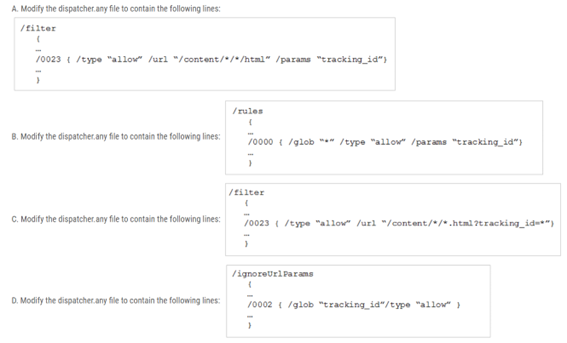 A. Modify the dispatcher.any file to contain the following lines:
/filter
{
...
/0023 { /type "allow" /url "/content/*/*/html" /params "tracking_id"}
...
}
/rules
{
...
B. Modify the dispatcher.any file to contain the following lines:
/0000 { /glob "*" /type "allow" /params "tracking_id"}
...
}
/filter
{
...
C. Modify the dispatcher.any file to contain the following lines:
/0023 { /type "allow" /url "/content/*/*.html?tracking_id=*"}
...
}
/ignoreUrlParams
{
...
D. Modify the dispatcher.any file to contain the following lines:
/0002 { /glob "tracking_id"/type "allow" }
...
}